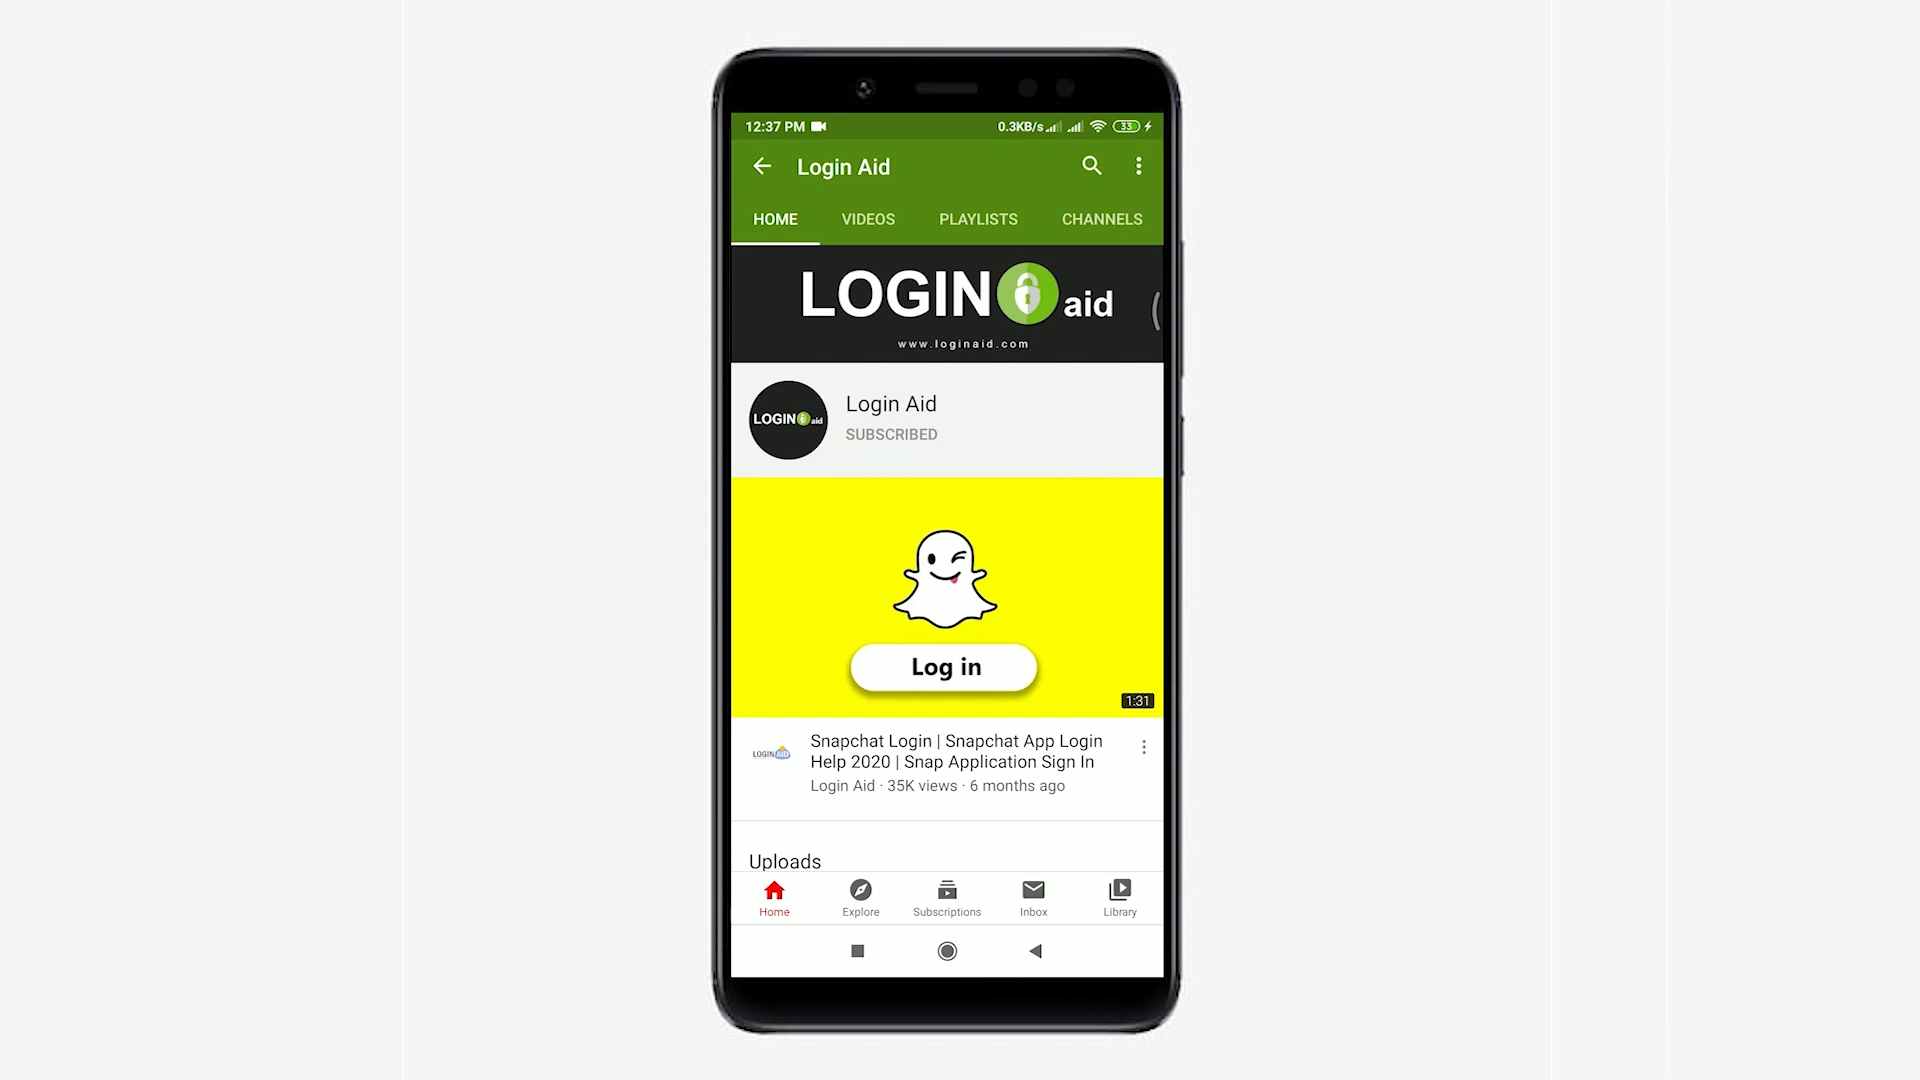 12:37 PM 0.3KB/s 33
Login Aid
HOME VIDEOS PLAYLISTS CHANNELS
LOGIN aid
www.loginaid.com
LOGIN aid
Login Aid
SUBSCRIBED
Log in
1:31
LOGIN AID
Snapchat Login | Snapchat App Login
Help 2020 | Snap Application Sign In
Login Aid · 35K views · 6 months ago
Uploads
Home Explore Subscriptions Inbox Library